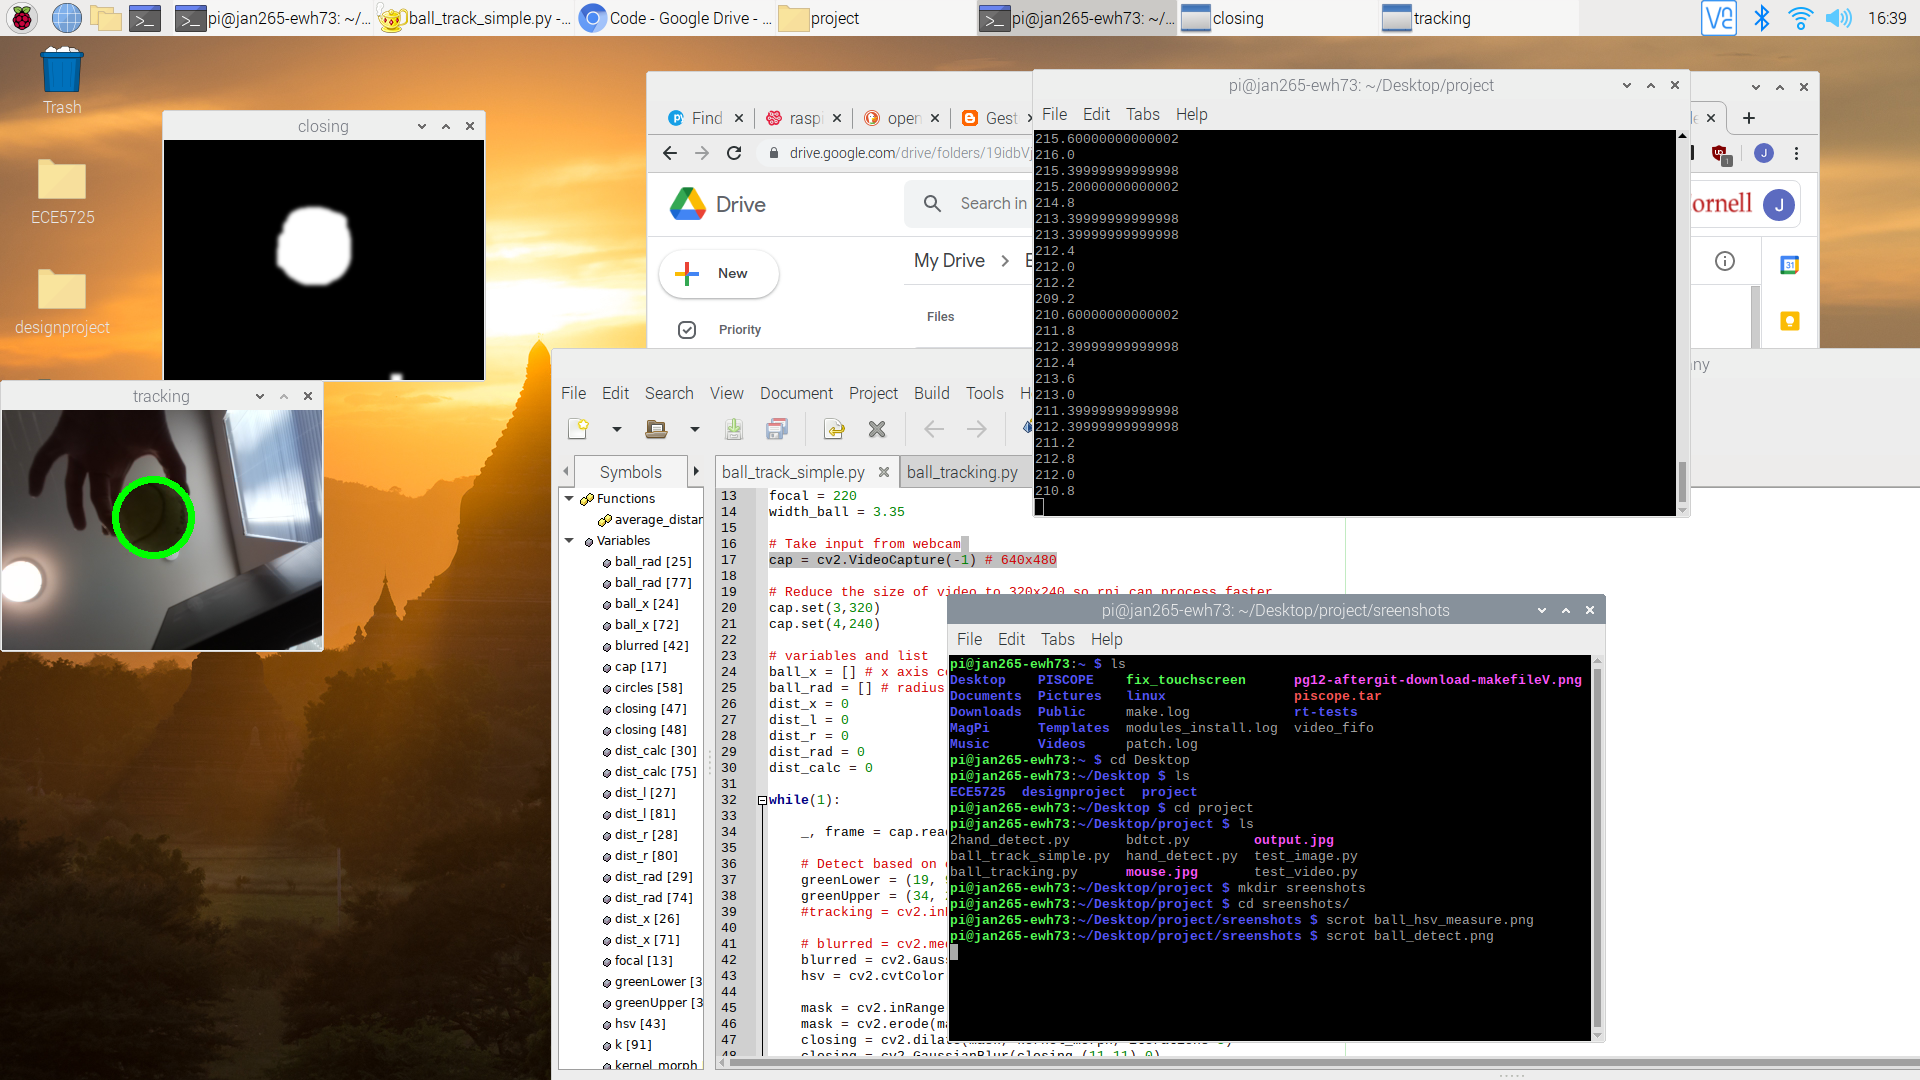 pi@jan265-ewh73: ~/...
ball_track_simple.py -...
Code - Google Drive - ...
project
pi@jan265-ewh73: ~/...
closing
tracking
16:39
Trash
ECE5725
designproject
closing
tracking
Find
raspi
open
Gest
drive.google.com/drive/folders/19idbVj
Drive
Search in
ornell
J
J
New
My Drive
Files
Priority
31
pi@jan265-ewh73: ~/Desktop/project
File Edit Tabs Help
215.60000000000002
216.0
215.39999999999998
215.20000000000002
214.8
213.39999999999998
213.39999999999998
212.4
212.0
212.2
209.2
210.60000000000002
211.8
212.39999999999998
212.4
213.6
213.0
211.39999999999998
212.39999999999998
211.2
212.8
212.0
210.8
ny
File Edit Search View Document Project Build Tools H
Symbols
ball_track_simple.py
ball_tracking.py
Functions
average_distar
Variables
ball_rad [25]
ball_rad [77]
ball_x [24]
ball_x [72]
blurred [42]
cap [17]
circles [58]
closing [47]
closing [48]
dist_calc [30]
dist_calc [75]
dist_l [27]
dist_l [81]
dist_r [28]
dist_r [80]
dist_rad [29]
dist_rad [74]
dist_x [26]
dist_x [71]
focal [13]
greenLower [3
greenUpper [3
hsv [43]
k [91]
kernel_morph
13 focal = 220
14 width_ball = 3.35
15
16 # Take input from webcam
17 cap = cv2.VideoCapture(-1) # 640x480
18
19 # Reduce the size of video to 320x240 so rpi can process faster
20 cap.set(3,320)
21 cap.set(4,240)
22
23 # variables and list
24 ball_x = [] # x axis co
25 ball_rad = [] # radius
26 dist_x = 0
27 dist_l = 0
28 dist_r = 0
29 dist_rad = 0
30 dist_calc = 0
31
32 while(1):
33
34 _, frame = cap.rea
35
36 # Detect based on
37 greenLower = (19,
38 greenUpper = (34,
39 #tracking = cv2.in
40
41 # blurred = cv2.me
42 blurred = cv2.Gaus
43 hsv = cv2.cvtColor
44
45 mask = cv2.inRange
46 mask = cv2.erode(m
47 closing = cv2.dilate(mask, kernel_morph, iterations=3)
48 closing = cv2.GaussianBlur(closing,(11,11),0)
pi@jan265-ewh73: ~/Desktop/project/sreenshots
File Edit Tabs Help
pi@jan265-ewh73:~ $ ls
Desktop PISCOPE fix_touchscreen pg12-aftergit-download-makefileV.png
Documents Pictures linux piscope.tar
Downloads Public make.log rt-tests
MagPi Templates modules_install.log video_fifo
Music Videos patch.log
pi@jan265-ewh73:~ $ cd Desktop
pi@jan265-ewh73:~/Desktop $ ls
ECE5725 designproject project
pi@jan265-ewh73:~/Desktop $ cd project
pi@jan265-ewh73:~/Desktop/project $ ls
2hand_detect.py bdtct.py output.jpg
ball_track_simple.py hand_detect.py test_image.py
ball_tracking.py mouse.jpg test_video.py
pi@jan265-ewh73:~/Desktop/project $ mkdir sreenshots
pi@jan265-ewh73:~/Desktop/project $ cd sreenshots/
pi@jan265-ewh73:~/Desktop/project/sreenshots $ scrot ball_hsv_measure.png
pi@jan265-ewh73:~/Desktop/project/sreenshots $ scrot ball_detect.png